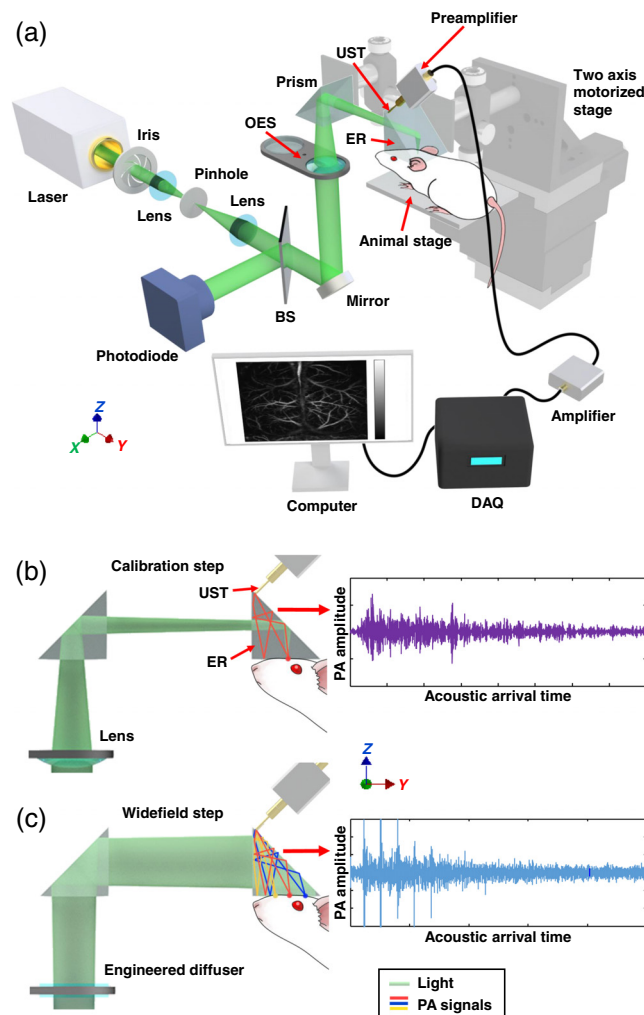 (a)
Preamplifier
UST
Prism
Two axis
motorized
stage
OES
ER
Iris
Pinhole
Laser
Lens
Lens
Animal stage
Mirror
BS
Photodiode
Z
X
Y
Amplifier
Computer
DAQ
(b)
Calibration step
UST
ER
PA amplitude
Acoustic arrival time
Lens
Z
Y
(c)
Widefield step
PA amplitude
Acoustic arrival time
Engineered diffuser
Light
PA signals